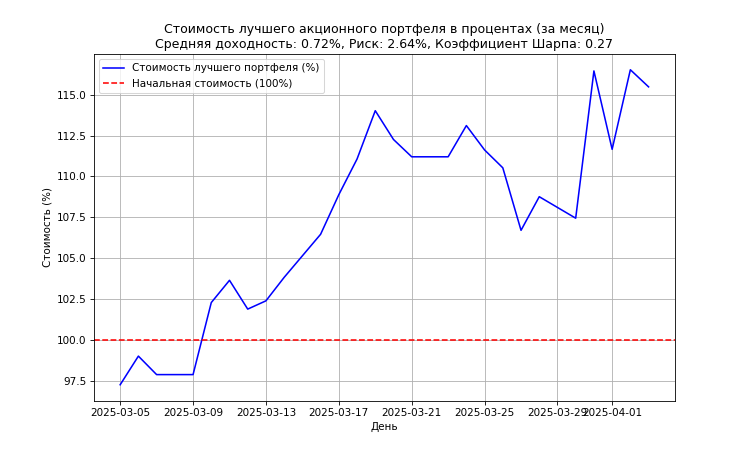 Стоимость лучшего акционного портфеля в процентах (за месяц)
Средняя доходность: 0.72%, Риск: 2.64%, Коэффициент Шарпа: 0.27
Стоимость лучшего портфеля (%)
Начальная стоимость (100%)
Стоимость (%)
115.0
112.5
110.0
107.5
105.0
102.5
100.0
97.5
2025-03-05 2025-03-09 2025-03-13 2025-03-17 2025-03-21 2025-03-25 2025-03-29 2025-04-01
День